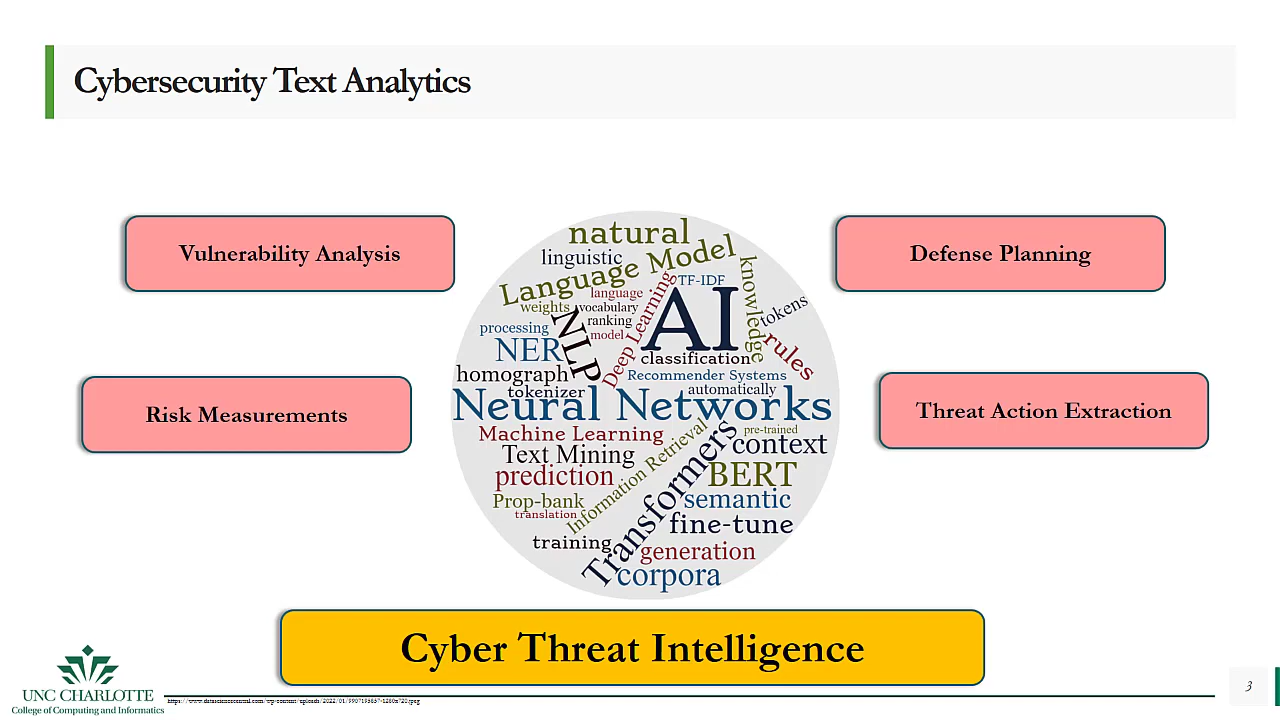 Cybersecurity Text Analytics
Vulnerability Analysis
Defense Planning
Risk Measurements
Threat Action Extraction
natural
linguistic
Language Model
knowledge
TF-IDF
language
weights
vocabulary
Deep Learning
AI
tokens
ranking
processing
model
NLP
rules
NER
classification
homograph
Recommender Systems
tokenizer
automatically
Neural Networks
Machine Learning
pre-trained
Information Retrieval
Transformers
context
Text Mining
prediction
BERT
Prop-bank
semantic
translation
fine-tune
training
generation
corpora
Cyber Threat Intelligence
UNC CHARLOTTE
College of Computing and Informatics
3